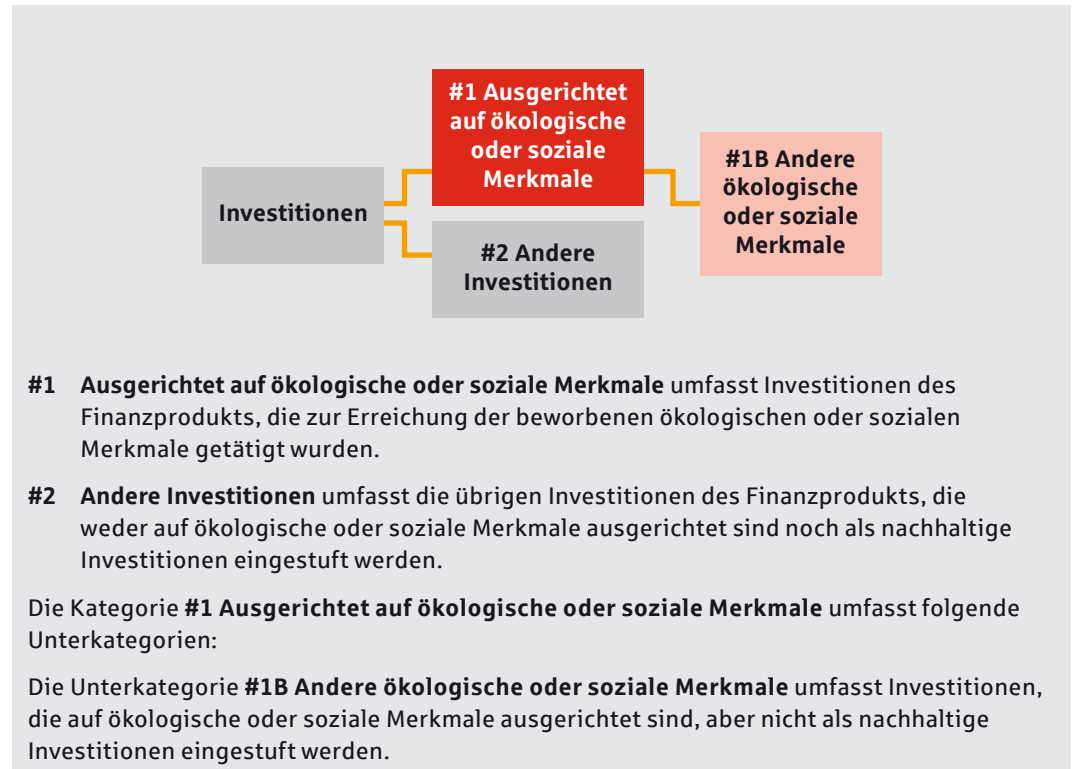 #1 Ausgerichtet
auf ökologische
oder soziale
Merkmale
#1B Andere
ökologische
oder soziale
Merkmale
Investitionen
#2 Andere
Investitionen
#1 Ausgerichtet auf ökologische oder soziale Merkmale umfasst Investitionen des
Finanzprodukts, die zur Erreichung der beworbenen ökologischen oder sozialen
Merkmale getätigt wurden.
#2 Andere Investitionen umfasst die übrigen Investitionen des Finanzprodukts, die
weder auf ökologische oder soziale Merkmale ausgerichtet sind noch als nachhaltige
Investitionen eingestuft werden.
Die Kategorie #1 Ausgerichtet auf ökologische oder soziale Merkmale umfasst folgende
Unterkategorien:
Die Unterkategorie #1B Andere ökologische oder soziale Merkmale umfasst Investitionen,
die auf ökologische oder soziale Merkmale ausgerichtet sind, aber nicht als nachhaltige
Investitionen eingestuft werden.